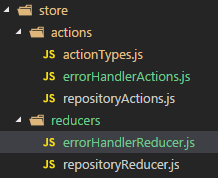 store
actions
JS actionTypes.js
JS errorHandlerActions.js
JS repositoryActions.js
reducers
JS errorHandlerReducer.js
JS repositoryReducer.js